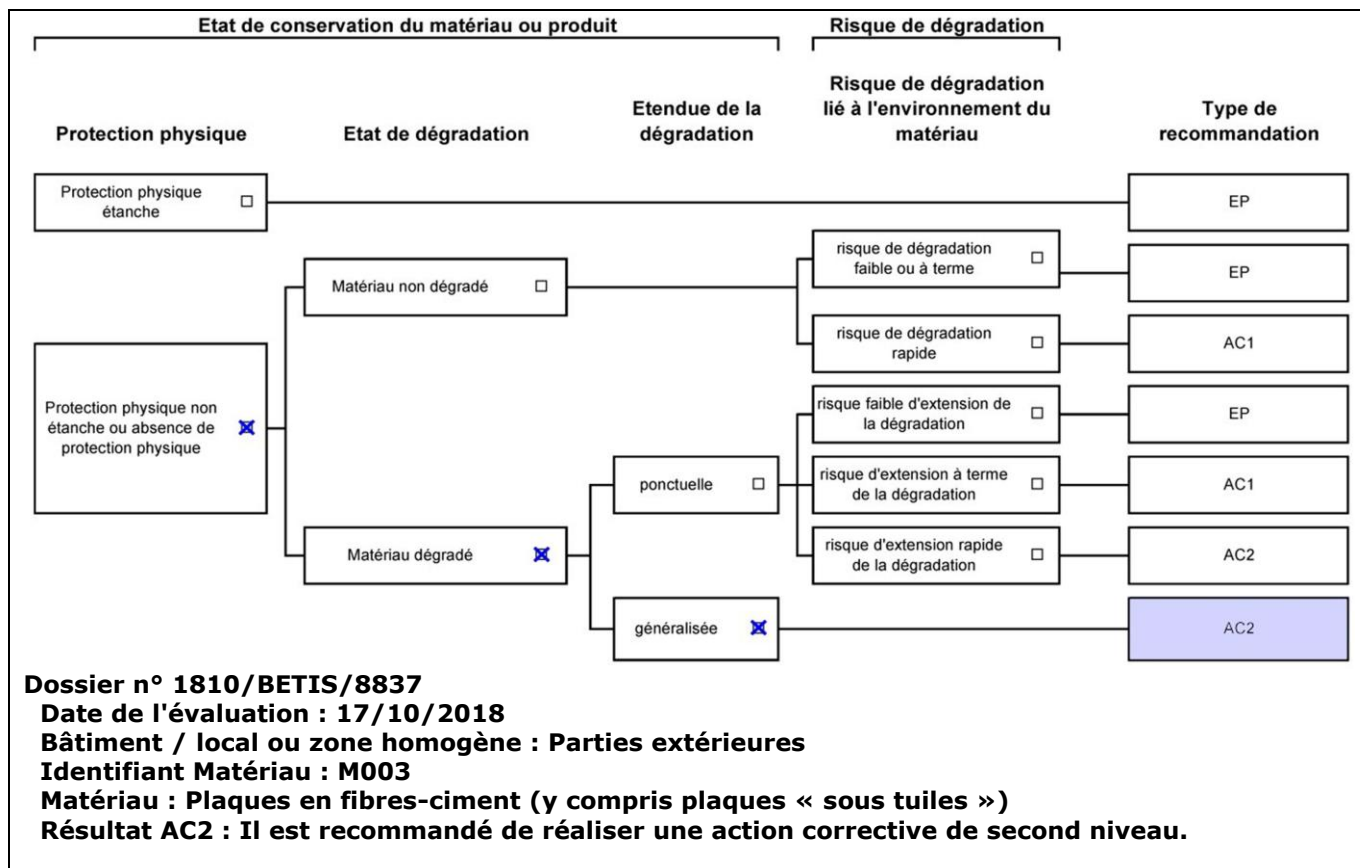 Etat de conservation du matériau ou produit
Risque de dégradation
Protection physique
Etat de dégradation
Etendue de la
dégradation
Risque de dégradation
lié à l'environnement du
matériau
Type de
recommandation
Protection physique
étanche
EP
Matériau non dégradé
risque de dégradation
faible ou à terme
EP
risque de dégradation
rapide
AC1
Protection physique non
étanche ou absence de
protection physique
risque faible d'extension de
la dégradation
EP
ponctuelle
risque d'extension à terme
de la dégradation
AC1
Matériau dégradé
risque d'extension rapide
de la dégradation
AC2
généralisée
AC2
Dossier n° 1810/BETIS/8837
Date de l'évaluation : 17/10/2018
Bâtiment / local ou zone homogène : Parties extérieures
Identifiant Matériau : M003
Matériau : Plaques en fibres-ciment (y compris plaques « sous tuiles »)
Résultat AC2 : Il est recommandé de réaliser une action corrective de second niveau.